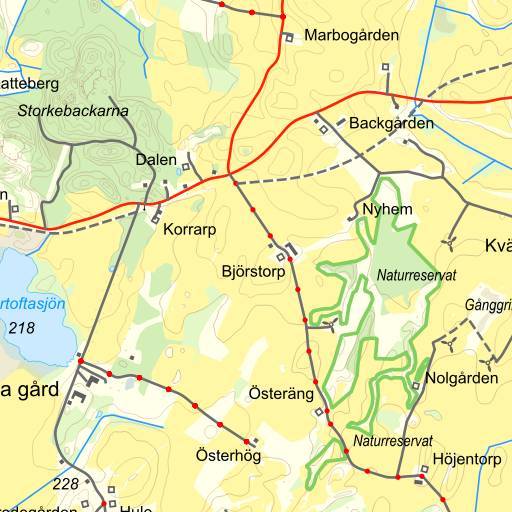 Marbogården
atteberg
Storkebackarna
Backgården
Dalen
n
Nyhem
Korrarp
Kvä
Björstorp
Naturreservat
rtoftasjön
Gånggri
218
Nolgården
a gård
Österäng
Naturreservat
Österhög
Höjentorp
228
Hule